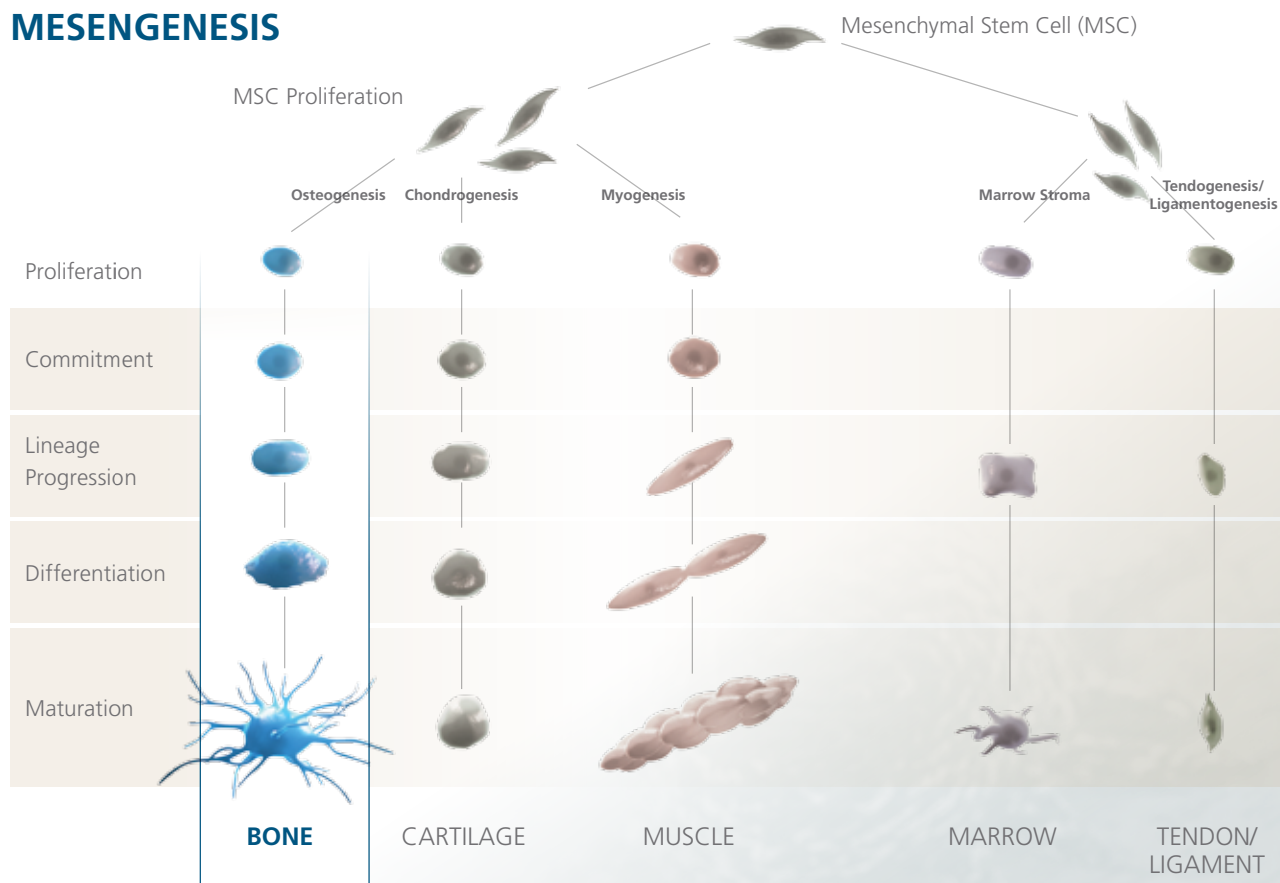 MESENGENESIS
Mesenchymal Stem Cell (MSC)
MSC Proliferation
Osteogenesis
Chondrogenesis
Myogenesis
Marrow Stroma
Tendogenesis/
Ligamentogenesis
Proliferation
Commitment
Lineage
Progression
Differentiation
Maturation
BONE
CARTILAGE
MUSCLE
MARROW
TENDON/
LIGAMENT